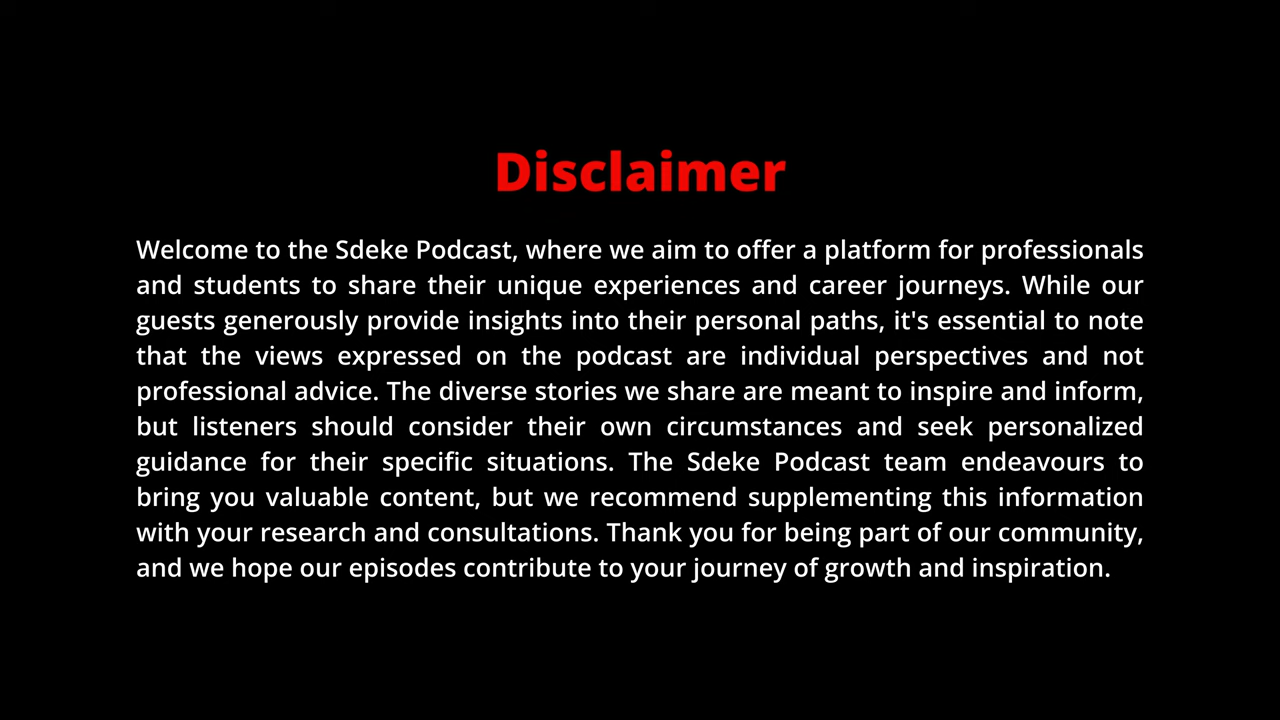 Disclaimer
Welcome to the Sdeke Podcast, where we aim to offer a platform for professionals
and students to share their unique experiences and career journeys. While our
guests generously provide insights into their personal paths, it's essential to note
that the views expressed on the podcast are individual perspectives and not
professional advice. The diverse stories we share are meant to inspire and inform,
but listeners should consider their own circumstances and seek personalized
guidance for their specific situations. The Sdeke Podcast team endeavours to
bring you valuable content, but we recommend supplementing this information
with your research and consultations. Thank you for being part of our community,
and we hope our episodes contribute to your journey of growth and inspiration.